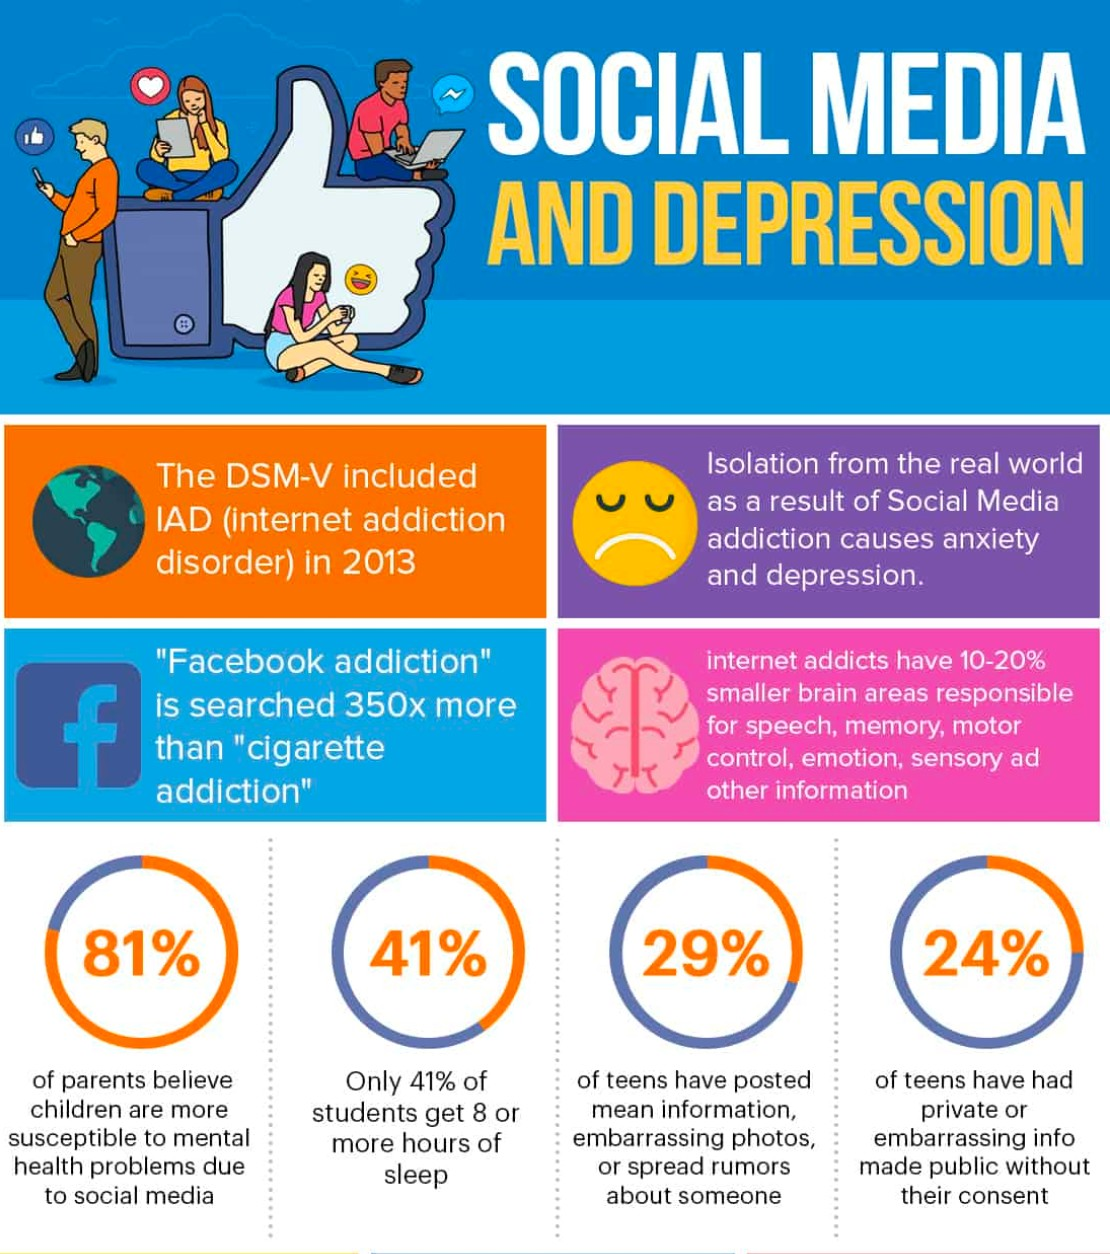 SOCIAL MEDIA
AND DEPRESSION
The DSM-V included
IAD (internet addiction
disorder) in 2013
Isolation from the real world
as a result of Social Media
addiction causes anxiety
and depression.
"Facebook addiction"
is searched 350x more
than "cigarette
addiction"
internet addicts have 10-20%
smaller brain areas responsible
for speech, memory, motor
control, emotion, sensory ad
other information
81%
of parents believe
children are more
susceptible to mental
health problems due
to social media
41%
Only 41% of
students get 8 or
more hours of
sleep
29%
of teens have posted
mean information,
embarrassing photos,
or spread rumors
about someone
24%
of teens have had
private or
embarrassing info
made public without
their consent